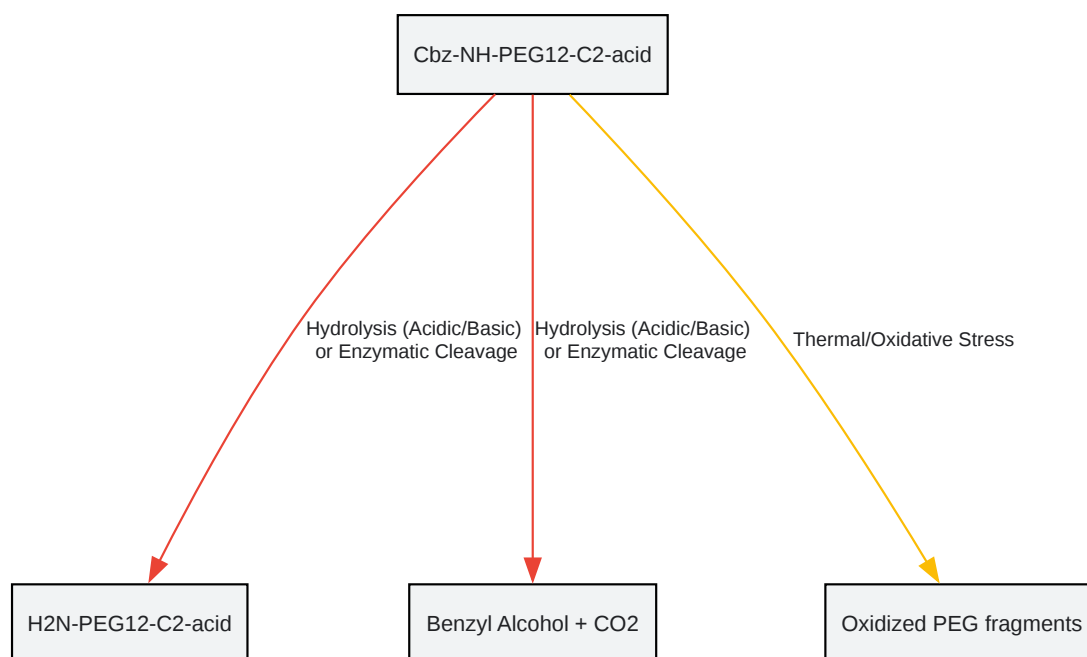 Cbz-NH-PEG12-C2-acid
Hydrolysis (Acidic/Basic)
or Enzymatic Cleavage
Hydrolysis (Acidic/Basic)
or Enzymatic Cleavage
Thermal/Oxidative Stress
H2N-PEG12-C2-acid
Benzyl Alcohol + CO2
Oxidized PEG fragments